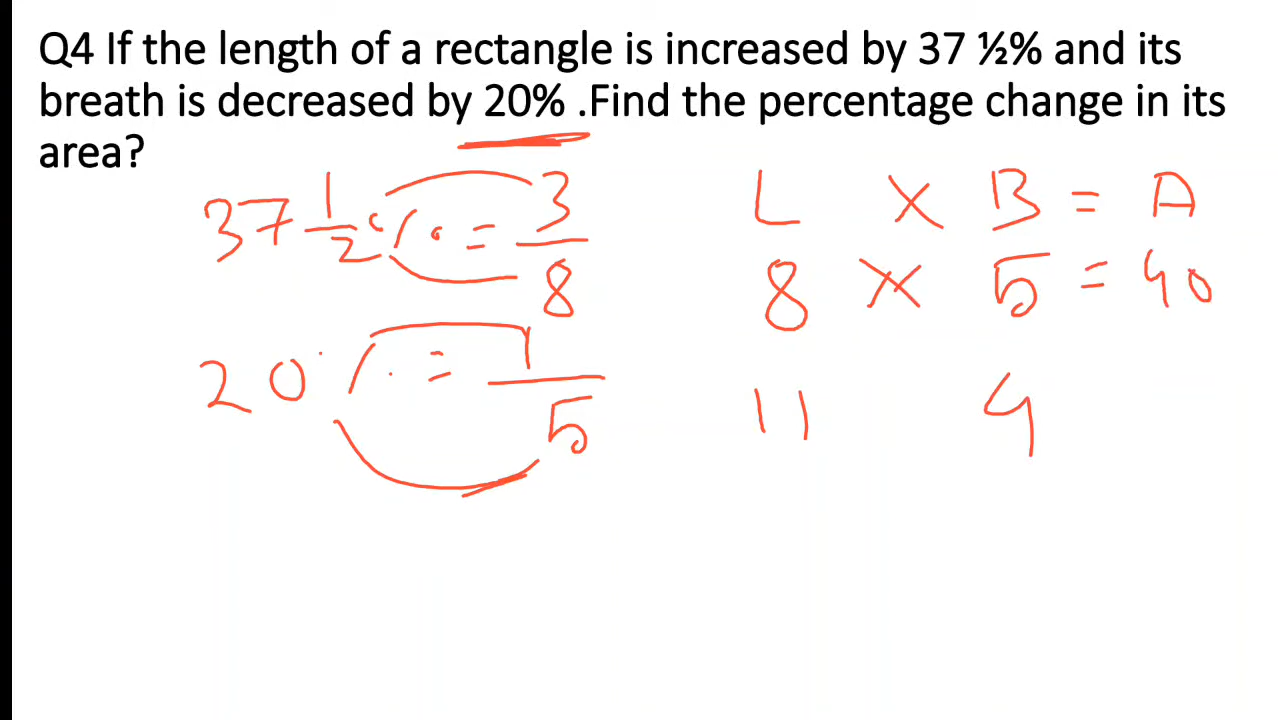 Q4 If the length of a rectangle is increased by 37 ½% and its
breath is decreased by 20% .Find the percentage change in its
area?
37 1/2 % = 3/8
L × B = A
8 × 5 = 40
20 % = 1/5
11 4